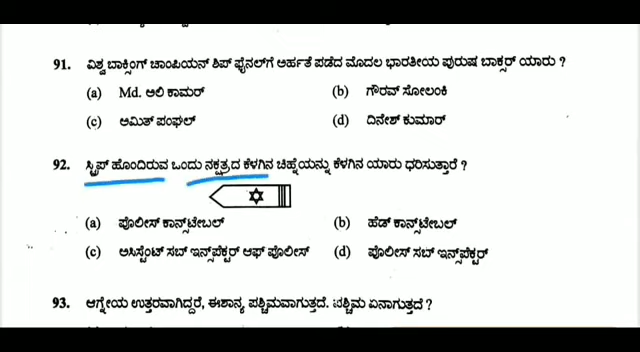 91. ವಿಶ್ವ ಬಾಕ್ಸಿಂಗ್ ಚಾಂಪಿಯನ್ ಶಿಪ್ ಫೈನಲ್‌ಗೆ ಅರ್ಹತೆ ಪಡೆದ ಮೊದಲ ಭಾರತೀಯ ಪುರುಷ ಬಾಕ್ಸರ್ ಯಾರು ?
(a) Md. ಅಲಿ ಕಾಮರ್ (b) ಗೌರವ್ ಸೋಲಂಕಿ
(c) ಅಮಿತ್ ಪಂಘಲ್ (d) ದಿನೇಶ್ ಕುಮಾರ್
92. ಸ್ಟ್ರಿಪ್ ಹೊಂದಿರುವ ಒಂದು ನಕ್ಷತ್ರದ ಕೆಳಗಿನ ಚಿಹ್ನೆಯನ್ನು ಕೆಳಗಿನ ಯಾರು ಧರಿಸುತ್ತಾರೆ ?
(a) ಪೊಲೀಸ್ ಕಾನ್ಸ್‌ಟೇಬಲ್ (b) ಹೆಡ್ ಕಾನ್ಸ್‌ಟೇಬಲ್
(c) ಅಸಿಸ್ಟೆಂಟ್ ಸಬ್ ಇನ್ಸ್‌ಪೆಕ್ಟರ್ ಆಫ್ ಪೊಲೀಸ್ (d) ಪೊಲೀಸ್ ಸಬ್ ಇನ್ಸ್‌ಪೆಕ್ಟರ್
93. ಆಗ್ನೇಯ ಉತ್ತರವಾಗಿದ್ದರೆ, ಈಶಾನ್ಯ ಪಶ್ಚಿಮವಾಗುತ್ತದೆ. ಪಶ್ಚಿಮ ಏನಾಗುತ್ತದೆ ?